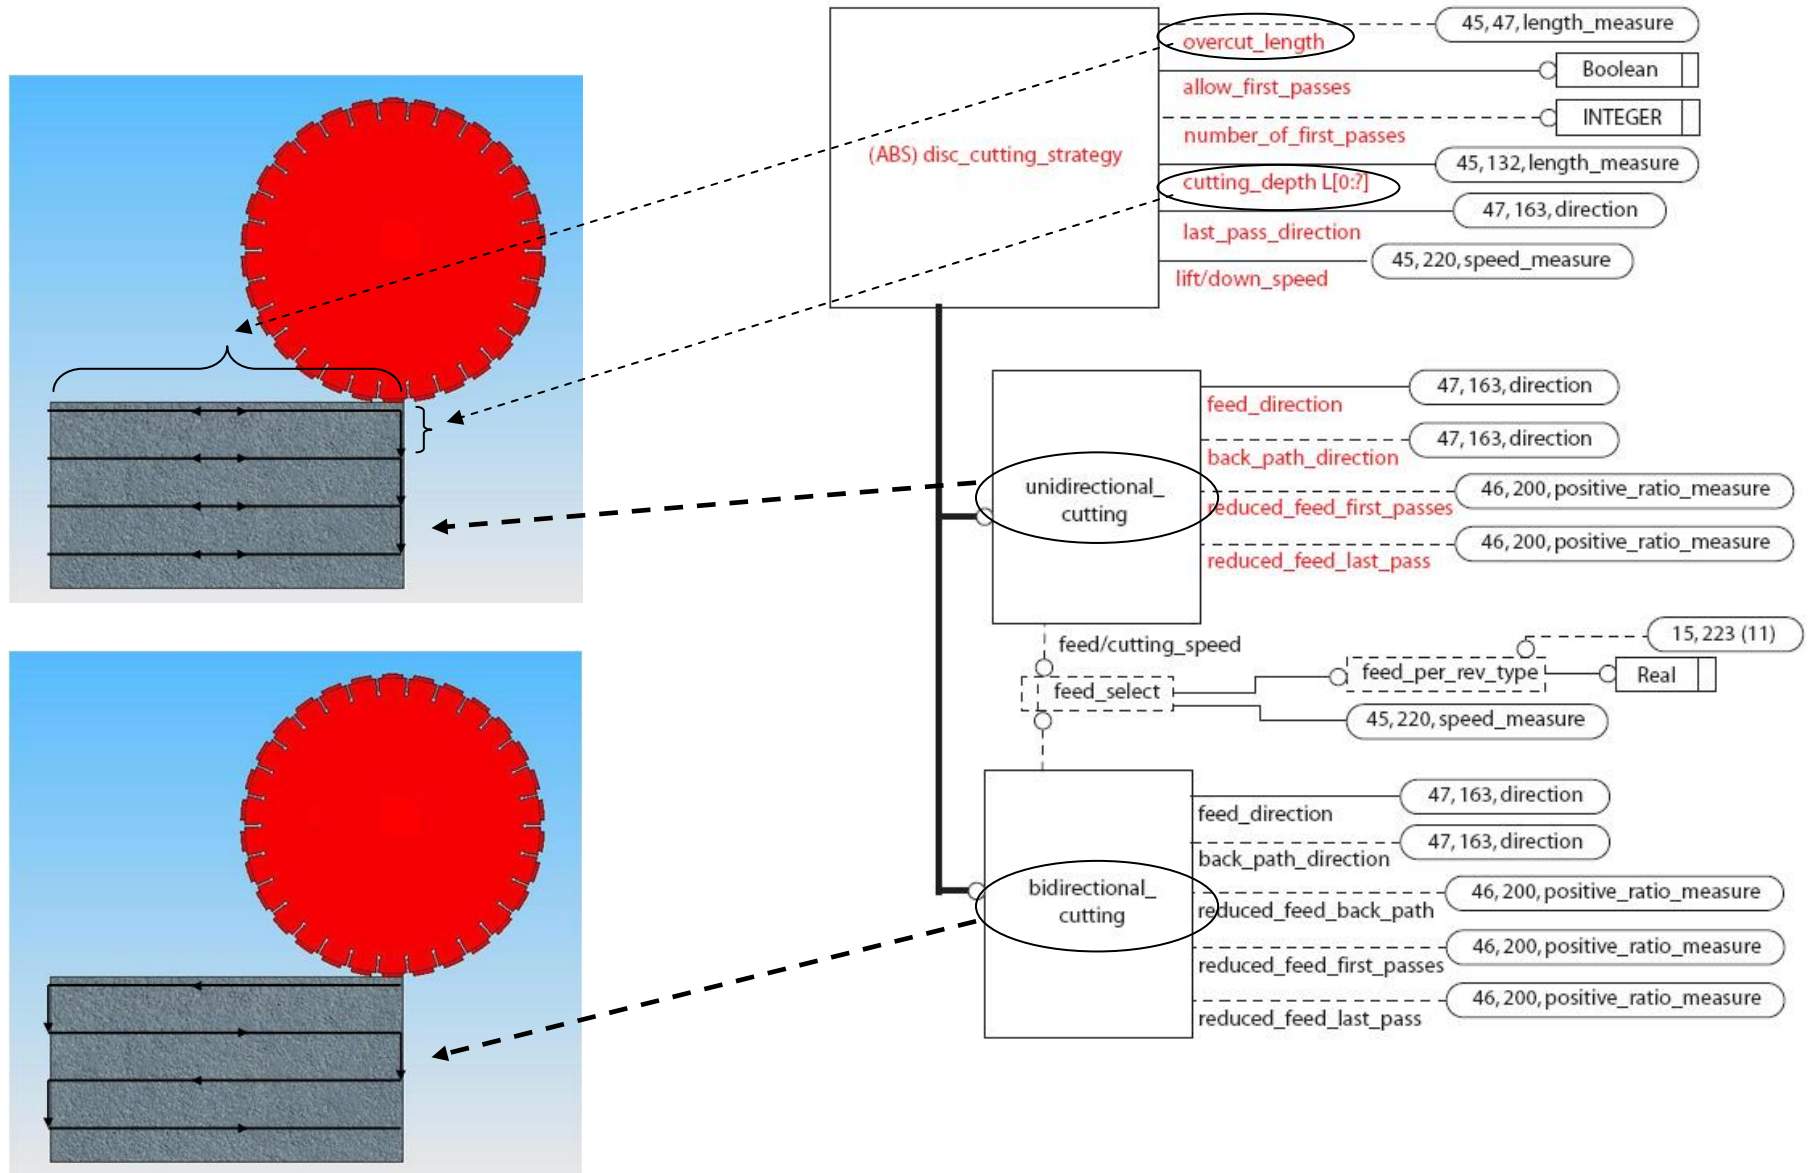 45, 47, length_measure
overcut_length
Boolean
allow_first_passes
INTEGER
number_of_first_passes
(ABS) disc_cutting_strategy
45, 132, length_measure
cutting_depth L[0:?]
47, 163, direction
last_pass_direction
45, 220, speed_measure
lift/down_speed
47, 163, direction
feed_direction
47, 163, direction
back_path_direction
unidirectional_
cutting
46, 200, positive_ratio_measure
reduced_feed_first_passes
46, 200, positive_ratio_measure
reduced_feed_last_pass
feed/cutting_speed
15, 223 (11)
feed_per_rev_type
Real
feed_select
45, 220, speed_measure
47, 163, direction
feed_direction
47, 163, direction
back_path_direction
bidirectional_
cutting
46, 200, positive_ratio_measure
reduced_feed_back_path
46, 200, positive_ratio_measure
reduced_feed_first_passes
46, 200, positive_ratio_measure
reduced_feed_last_pass